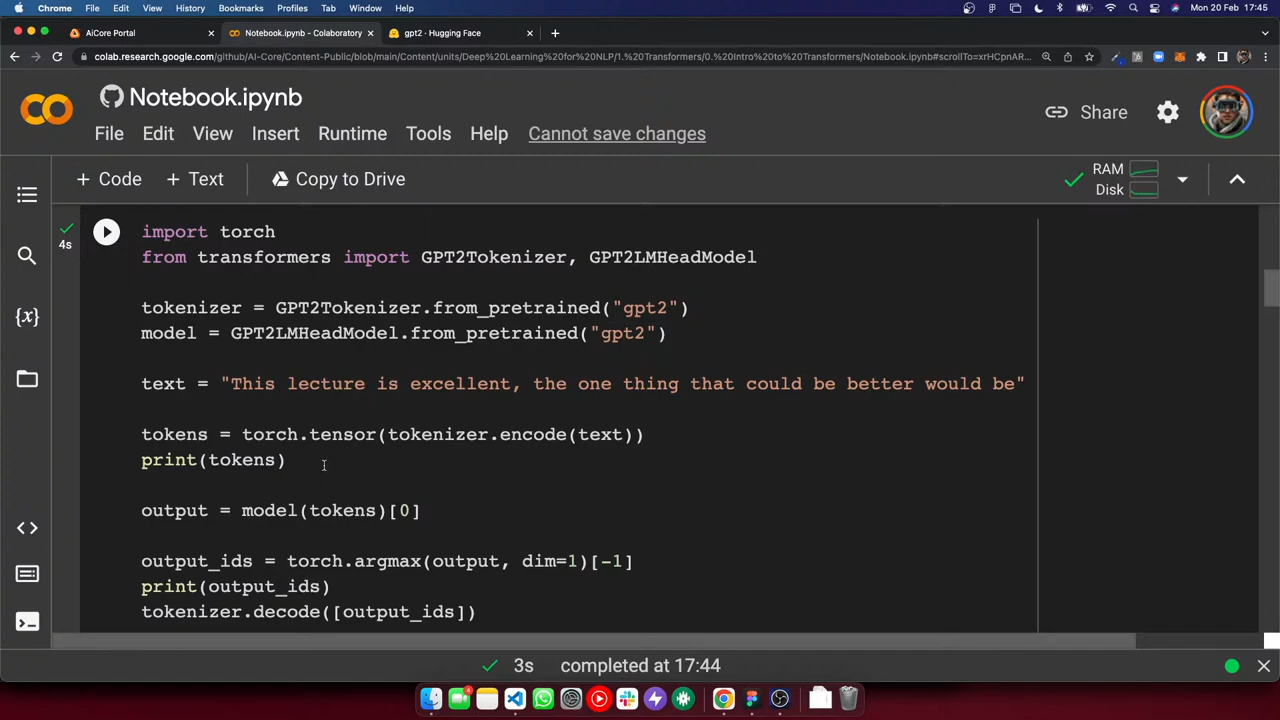 Chrome File Edit View History Bookmarks Profiles Tab Window Help Mon 20 Feb 17:45
AiCore Portal Notebook.ipynb - Colaboratory gpt2 - Hugging Face
colab.research.google.com/github/AI-Core/Content-Public/blob/main/Content/units/Deep%20Learning%20for%20NLP/1.%20Transformers/0.%20Intro%20to%20Transformers/Notebook.ipynb#scrollTo=xrHCpnAR...
Notebook.ipynb
Share
File Edit View Insert Runtime Tools Help Cannot save changes
+ Code + Text Copy to Drive
RAM
Disk
4s
import torch
from transformers import GPT2Tokenizer, GPT2LMHeadModel
tokenizer = GPT2Tokenizer.from_pretrained("gpt2")
model = GPT2LMHeadModel.from_pretrained("gpt2")
text = "This lecture is excellent, the one thing that could be better would be"
tokens = torch.tensor(tokenizer.encode(text))
print(tokens)
output = model(tokens)[0]
output_ids = torch.argmax(output, dim=1)[-1]
print(output_ids)
tokenizer.decode([output_ids])
3s completed at 17:44